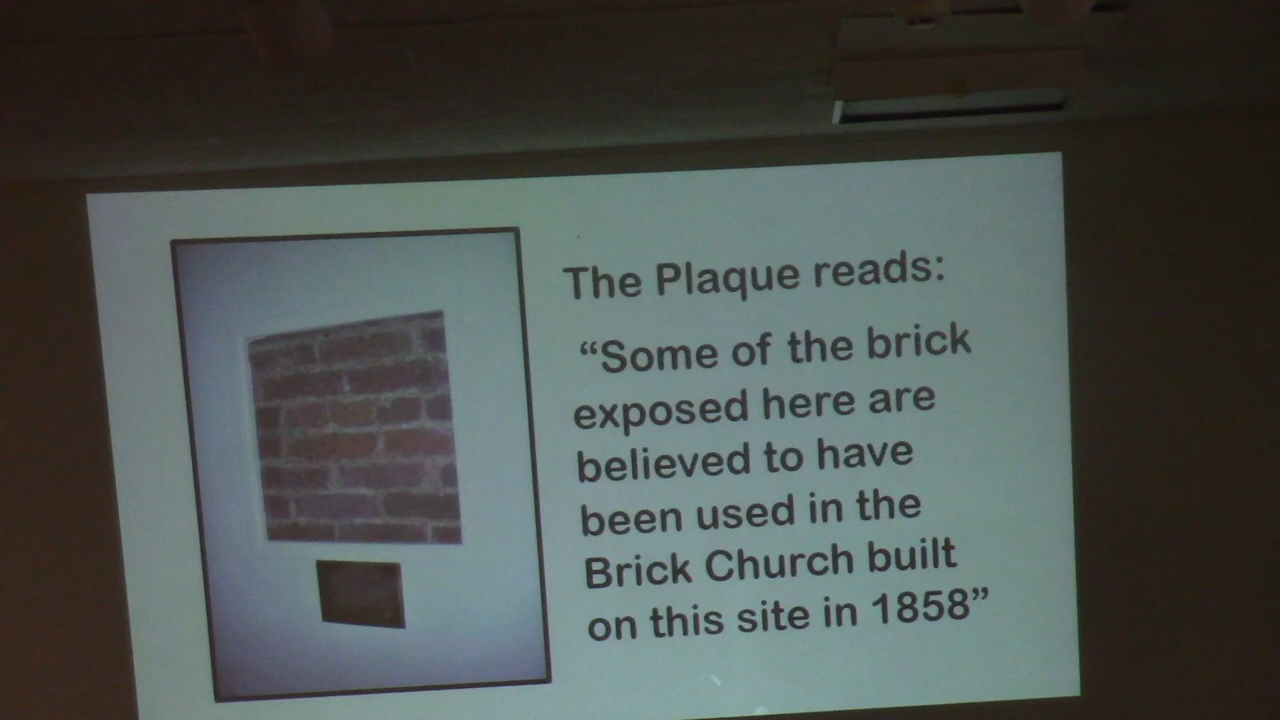 The Plaque reads:
“Some of the brick
exposed here are
believed to have
been used in the
Brick Church built
on this site in 1858”